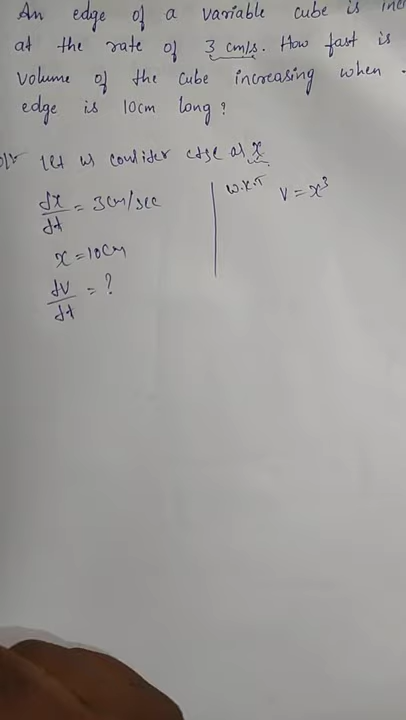 An edge of a variable cube is
at the rate of 3 cm/s. How fast is
volume of the cube increasing when
edge is 10cm long?
Let us consider edge as x
dx/dt = 3cm/sec
x = 10cm
dv/dt = ?
W.K.T V = x³